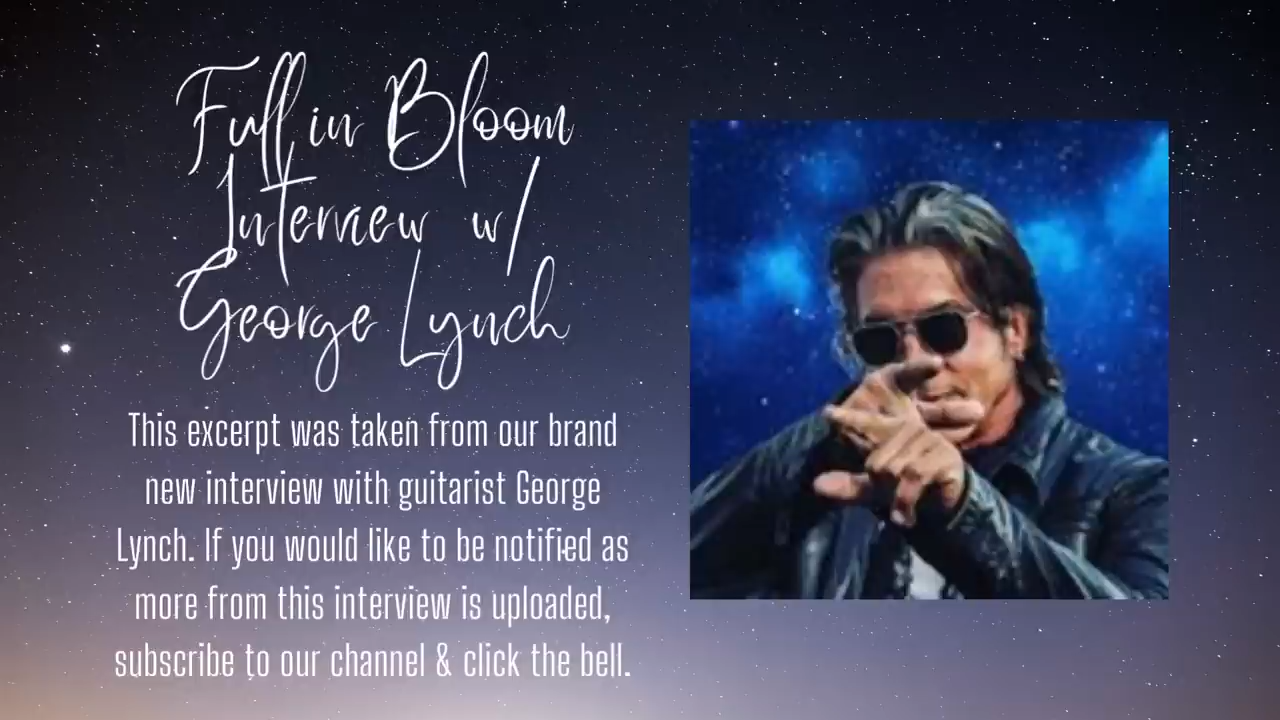 Full in Bloom
Interview w/
George Lynch
This excerpt was taken from our brand
new interview with guitarist George
Lynch. If you would like to be notified as
more from this interview is uploaded,
subscribe to our channel & click the bell.